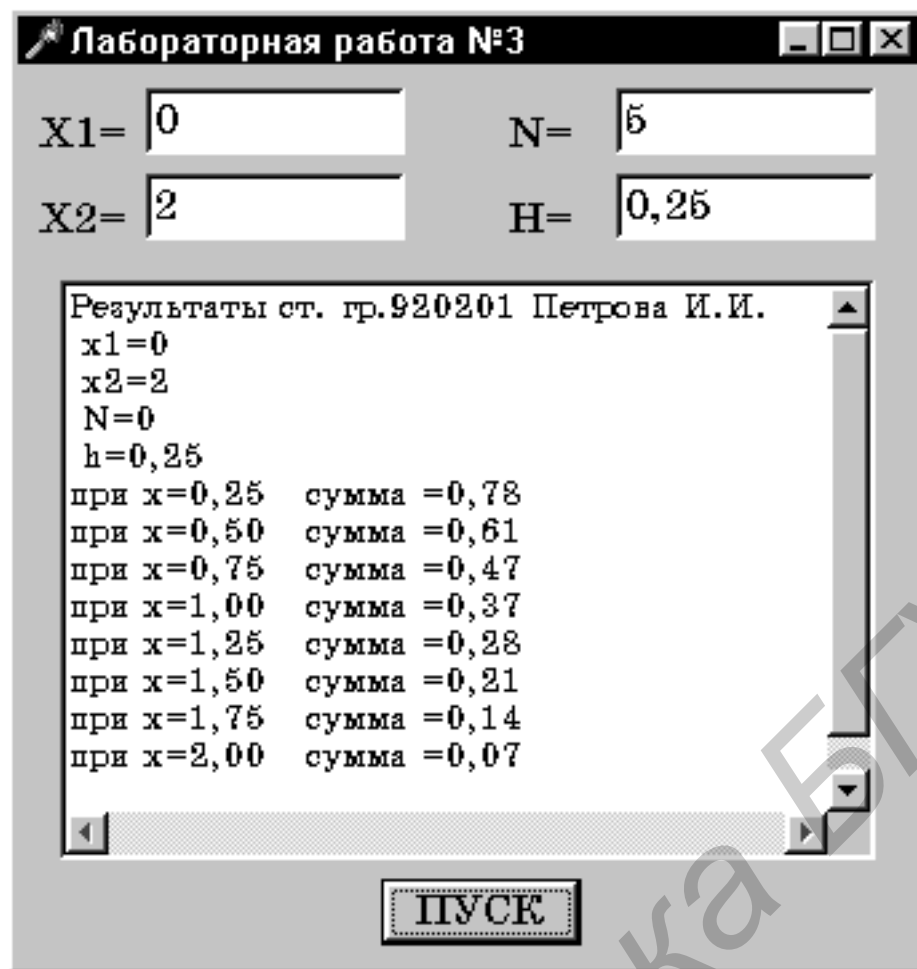 Лабораторная работа №3
X1= 0 N= 5
X2= 2 H= 0,25
Результаты ст. гр.920201 Петрова И.И.
x1=0
x2=2
N=0
h=0,25
при x=0,25 сумма =0,78
при x=0,50 сумма =0,61
при x=0,75 сумма =0,47
при x=1,00 сумма =0,37
при x=1,25 сумма =0,28
при x=1,50 сумма =0,21
при x=1,75 сумма =0,14
при x=2,00 сумма =0,07
ПУСК